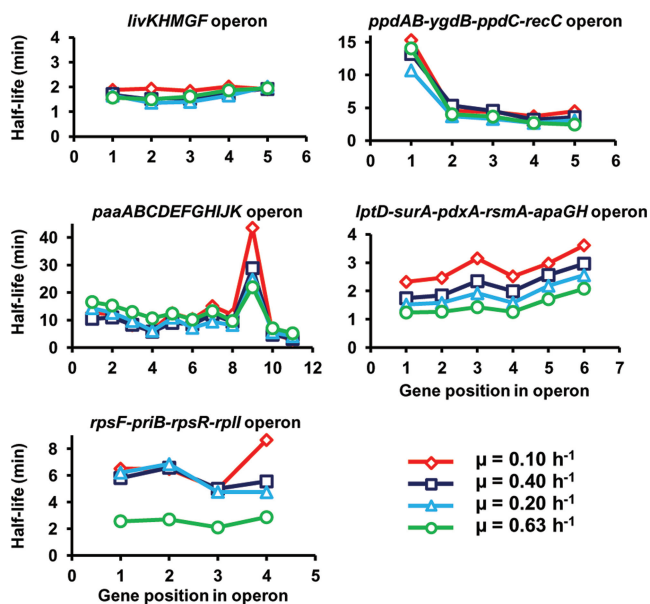 livKHMGF operon
Half-life (min)
4
3
2
1
0
0 1 2 3 4 5 6
ppdAB-ygdB-ppdC-recC operon
15
10
5
0
0 1 2 3 4 5 6
paaABCDEFGHIJK operon
Half-life (min)
40
30
20
10
0
0 2 4 6 8 10 12
lptD-surA-pdxA-rsmA-apaGH operon
4
3
2
1
0
0 1 2 3 4 5 6 7
Gene position in operon
rpsF-priB-rpsR-rplI operon
Half-life (min)
8
6
4
2
0
0 1 2 3 4 5
Gene position in operon
µ = 0.10 h-1
µ = 0.40 h-1
µ = 0.20 h-1
µ = 0.63 h-1